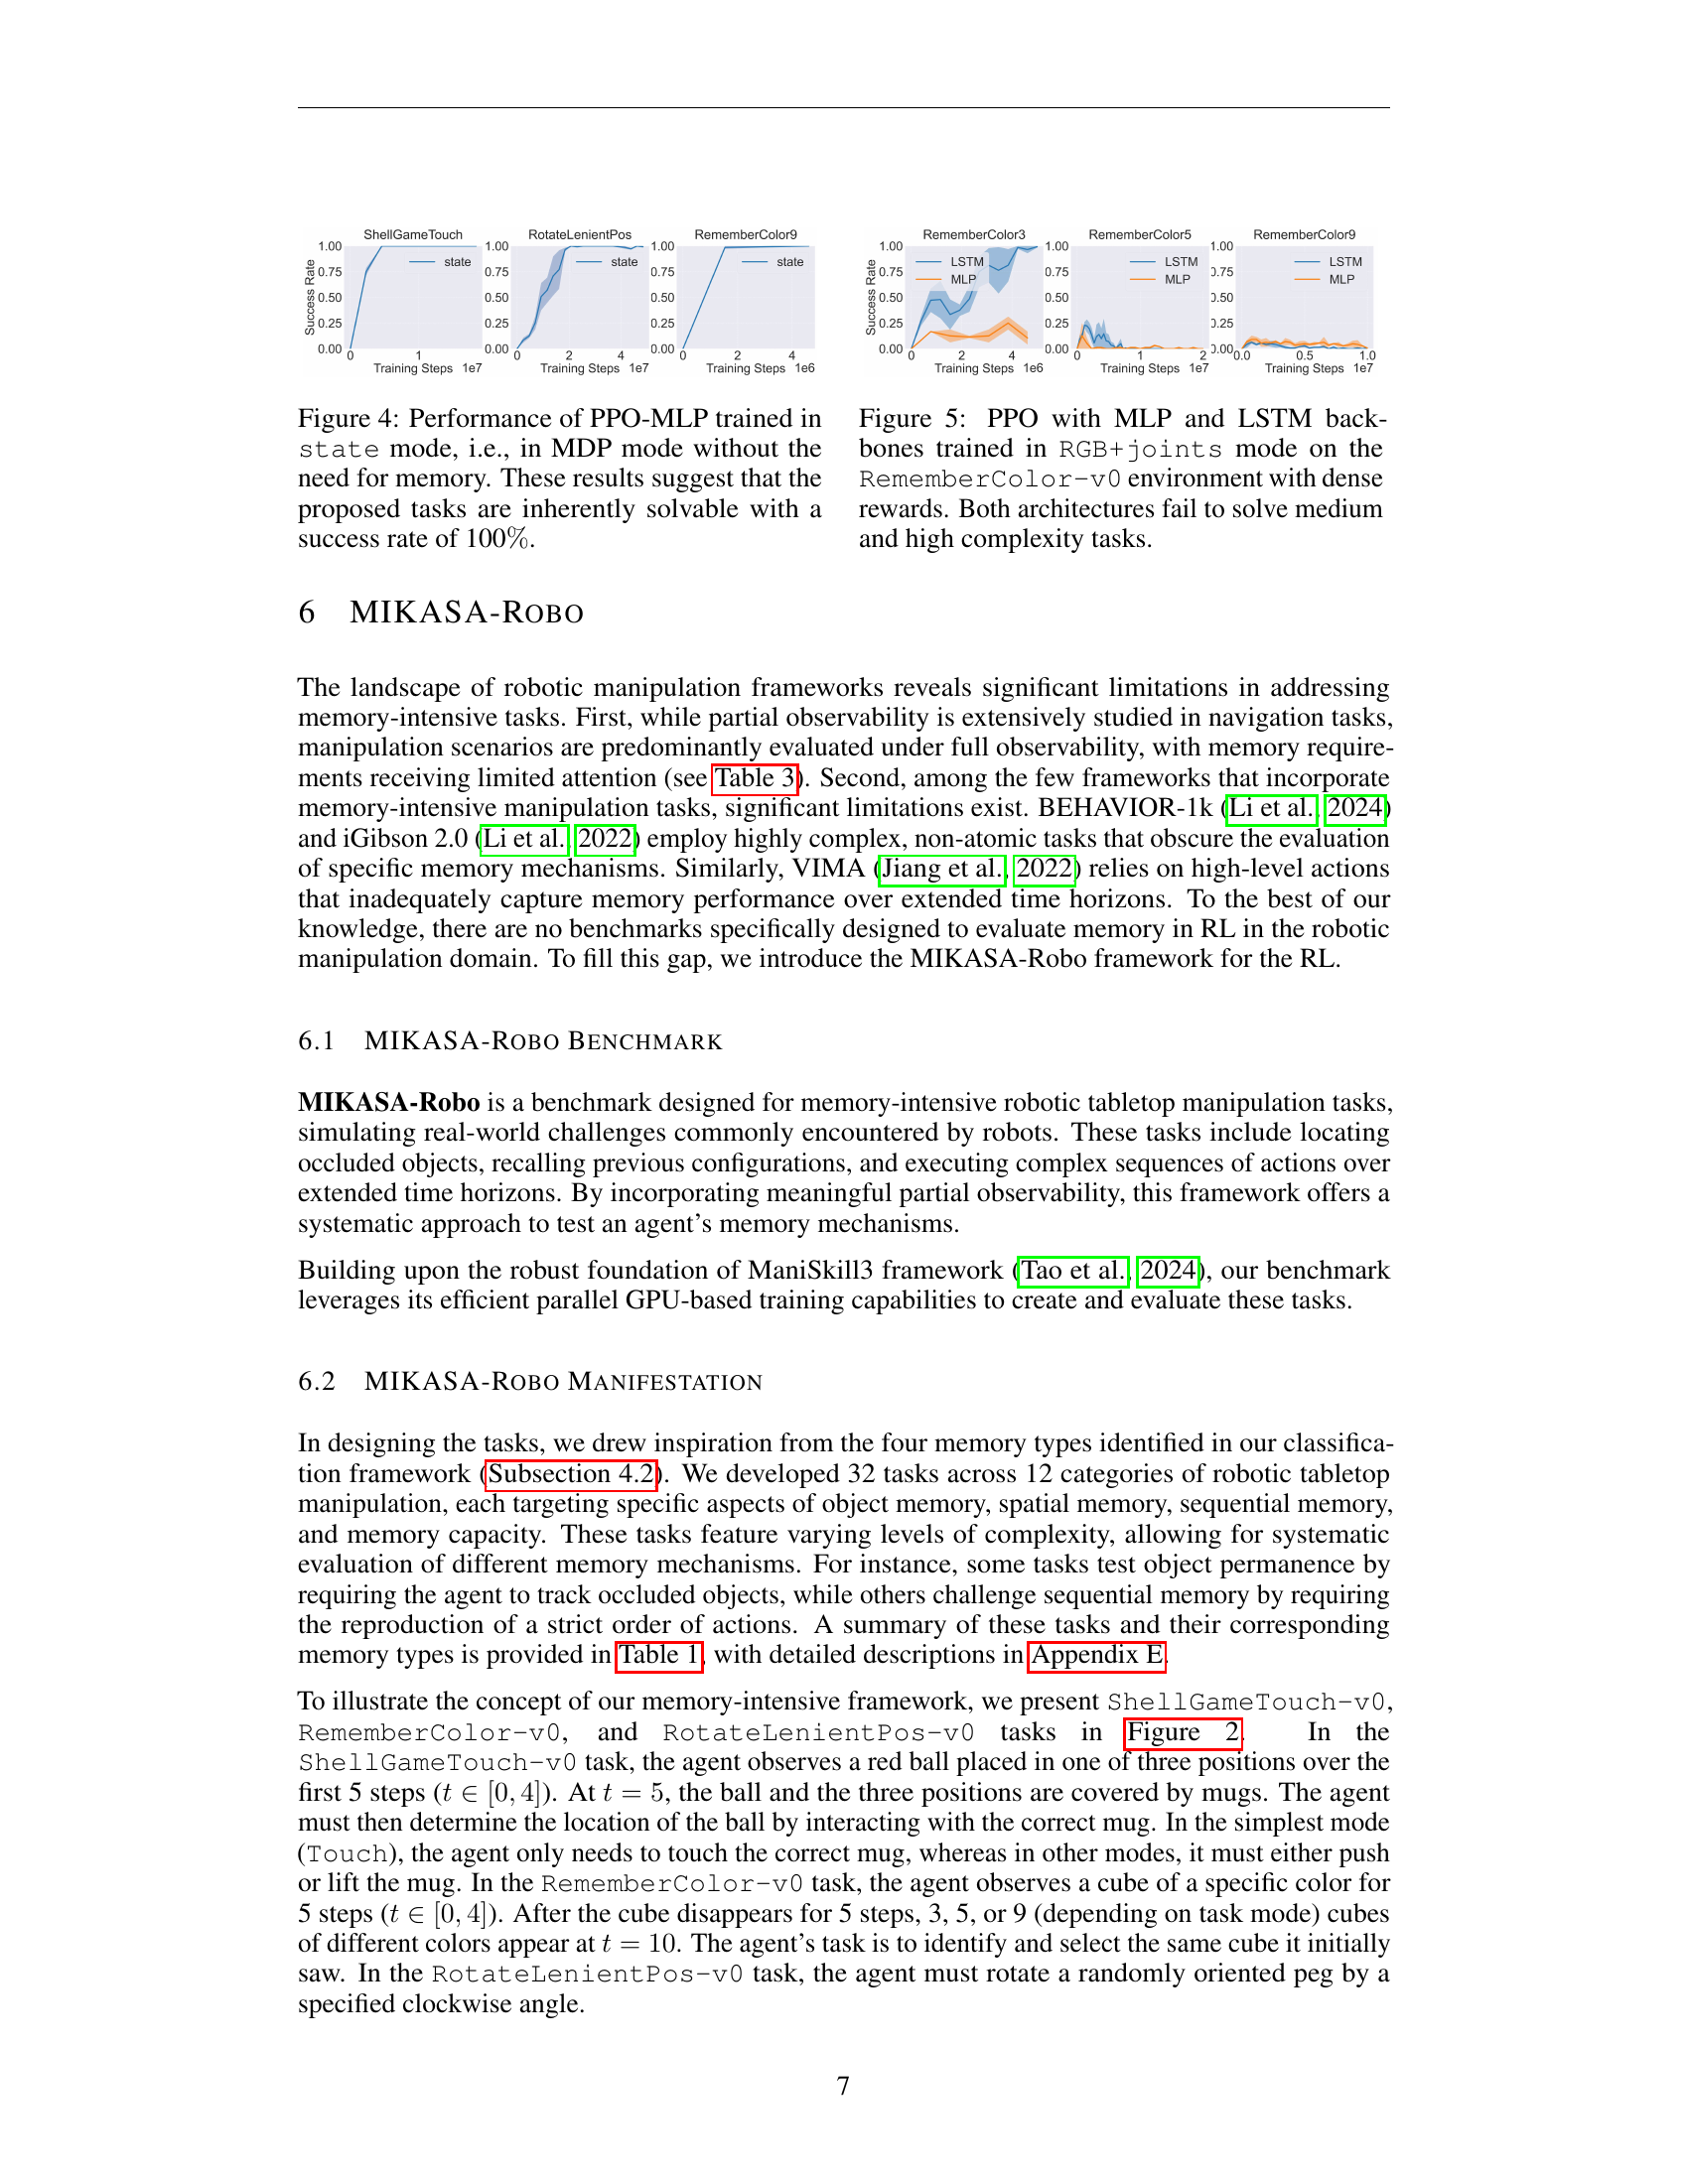 ShellGameTouch RotateLenientPos RememberColor9 RememberColor3 RememberColor5 RememberColor9
1.00 1.00 1.00 1.00 1.00 1.00
state state state LSTM LSTM LSTM
0.75 0.75 0.75 0.75 0.75 0.75
MLP MLP MLP
0.50 0.50 0.50 0.50 0.50 0.50
0.25 0.25 0.25 0.25 0.25 0.25
Success Rate Success Rate
0.00 0.00 0.00 0.00 0.00 0.00
0 1 0 2 4 0 2 4 0 2 4 0 1 2 0.0 0.5 1.0
Training Steps 1e7 Training Steps 1e7 Training Steps 1e6 Training Steps 1e6 Training Steps 1e7 Training Steps 1e7
Figure 4: Performance of PPO-MLP trained in
state mode, i.e., in MDP mode without the
need for memory. These results suggest that the
proposed tasks are inherently solvable with a
success rate of 100%.
Figure 5: PPO with MLP and LSTM back-
bones trained in RGB+joints mode on the
RememberColor-v0 environment with dense
rewards. Both architectures fail to solve medium
and high complexity tasks.
6 MIKASA-ROBO
The landscape of robotic manipulation frameworks reveals significant limitations in addressing
memory-intensive tasks. First, while partial observability is extensively studied in navigation tasks,
manipulation scenarios are predominantly evaluated under full observability, with memory require-
ments receiving limited attention (see Table 3). Second, among the few frameworks that incorporate
memory-intensive manipulation tasks, significant limitations exist. BEHAVIOR-1k (Li et al., 2024)
and iGibson 2.0 (Li et al., 2022) employ highly complex, non-atomic tasks that obscure the evaluation
of specific memory mechanisms. Similarly, VIMA (Jiang et al., 2022) relies on high-level actions
that inadequately capture memory performance over extended time horizons. To the best of our
knowledge, there are no benchmarks specifically designed to evaluate memory in RL in the robotic
manipulation domain. To fill this gap, we introduce the MIKASA-Robo framework for the RL.
6.1 MIKASA-ROBO BENCHMARK
MIKASA-Robo is a benchmark designed for memory-intensive robotic tabletop manipulation tasks,
simulating real-world challenges commonly encountered by robots. These tasks include locating
occluded objects, recalling previous configurations, and executing complex sequences of actions over
extended time horizons. By incorporating meaningful partial observability, this framework offers a
systematic approach to test an agent's memory mechanisms.
Building upon the robust foundation of ManiSkill3 framework (Tao et al., 2024), our benchmark
leverages its efficient parallel GPU-based training capabilities to create and evaluate these tasks.
6.2 MIKASA-ROBO MANIFESTATION
In designing the tasks, we drew inspiration from the four memory types identified in our classifica-
tion framework (Subsection 4.2). We developed 32 tasks across 12 categories of robotic tabletop
manipulation, each targeting specific aspects of object memory, spatial memory, sequential memory,
and memory capacity. These tasks feature varying levels of complexity, allowing for systematic
evaluation of different memory mechanisms. For instance, some tasks test object permanence by
requiring the agent to track occluded objects, while others challenge sequential memory by requiring
the reproduction of a strict order of actions. A summary of these tasks and their corresponding
memory types is provided in Table 1, with detailed descriptions in Appendix E.
To illustrate the concept of our memory-intensive framework, we present ShellGameTouch-v0,
RememberColor-v0, and RotateLenientPos-v0 tasks in Figure 2. In the
ShellGameTouch-v0 task, the agent observes a red ball placed in one of three positions over the
first 5 steps (t ∈ [0, 4]). At t = 5, the ball and the three positions are covered by mugs. The agent
must then determine the location of the ball by interacting with the correct mug. In the simplest mode
(Touch), the agent only needs to touch the correct mug, whereas in other modes, it must either push
or lift the mug. In the RememberColor-v0 task, the agent observes a cube of a specific color for
5 steps (t ∈ [0, 4]). After the cube disappears for 5 steps, 3, 5, or 9 (depending on task mode) cubes
of different colors appear at t = 10. The agent's task is to identify and select the same cube it initially
saw. In the RotateLenientPos-v0 task, the agent must rotate a randomly oriented peg by a
specified clockwise angle.
7